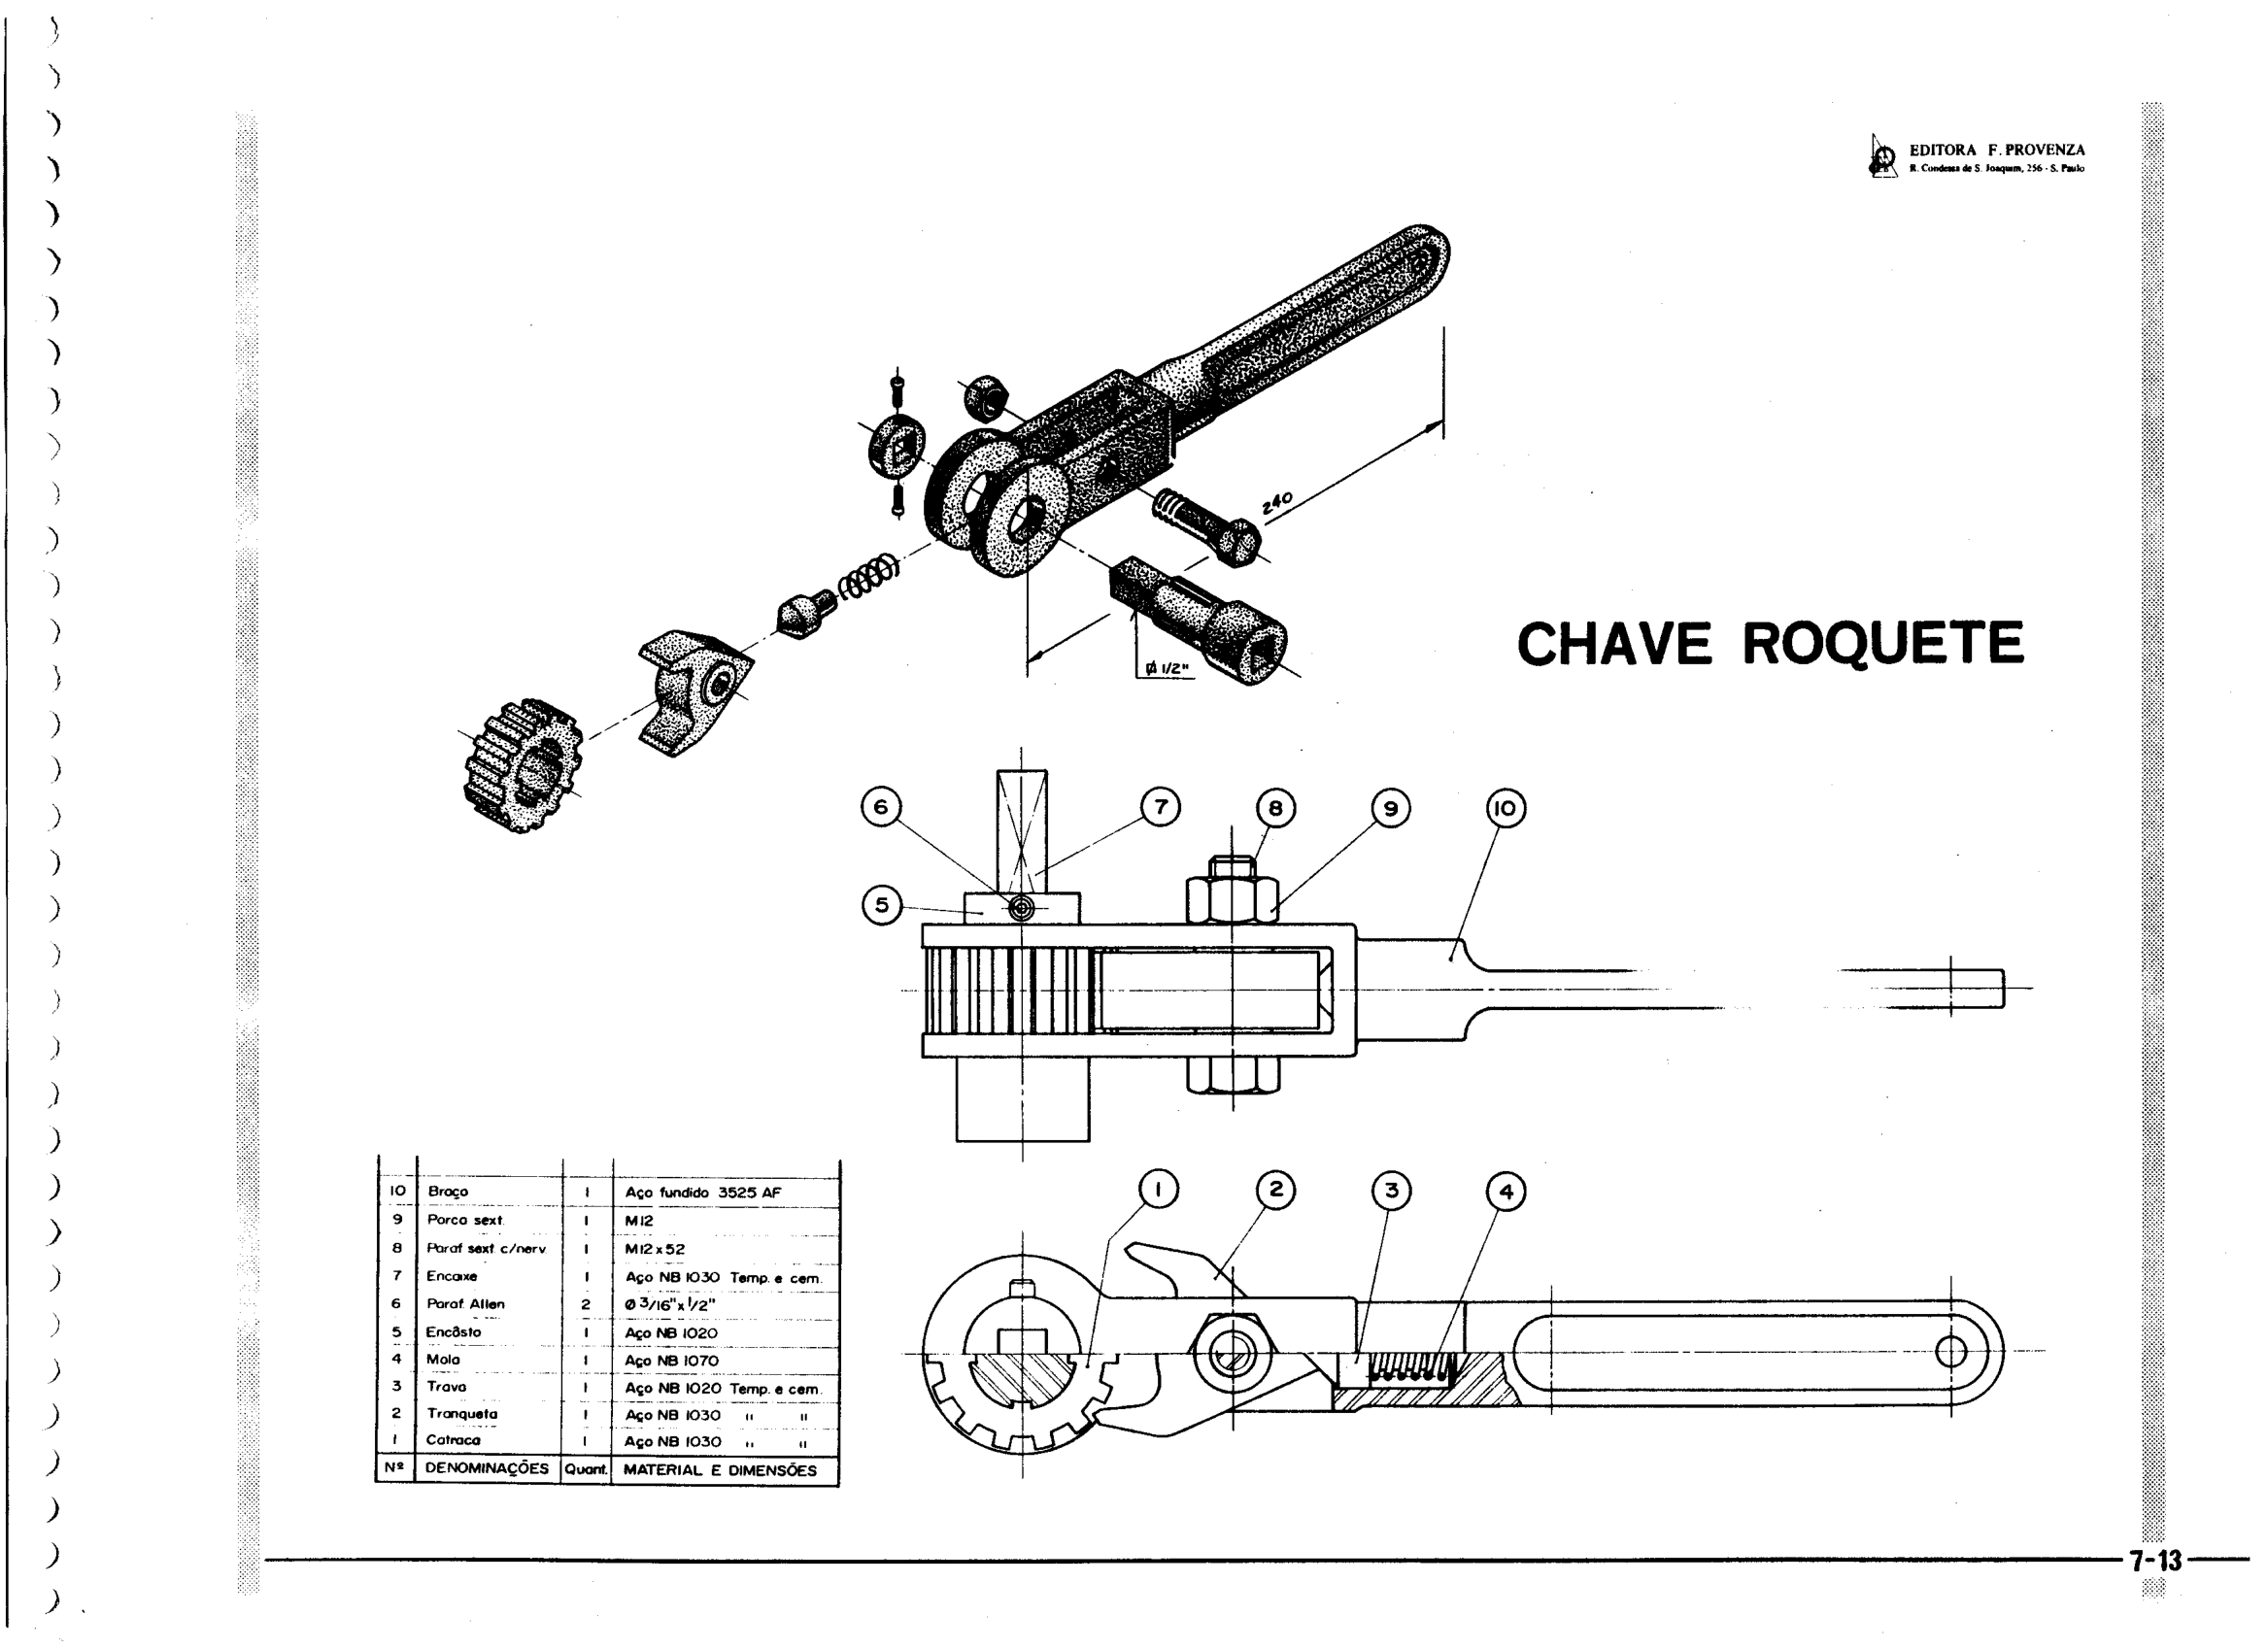 EDITORA F. PROVENZA
R. Condessa de S. Joaquim, 256 - S. Paulo
240
Ø 1/2"
CHAVE ROQUETE
6
7
8
9
10
5
1
2
3
4
10 Braço 1 Aço fundido 3525 AF
9 Porca sext. 1 M12
8 Paraf sext c/nerv. 1 M12x52
7 Encaixe 1 Aço NB 1030 Temp. e cem.
6 Paraf. Allen 2 Ø 3/16"x 1/2"
5 Encôsto 1 Aço NB 1020
4 Mola 1 Aço NB 1070
3 Trava 1 Aço NB 1020 Temp. e cem.
2 Tranqueta 1 Aço NB 1030 " "
1 Catraca 1 Aço NB 1030 " "
Nº DENOMINAÇÕES Quant. MATERIAL E DIMENSÕES
7-13